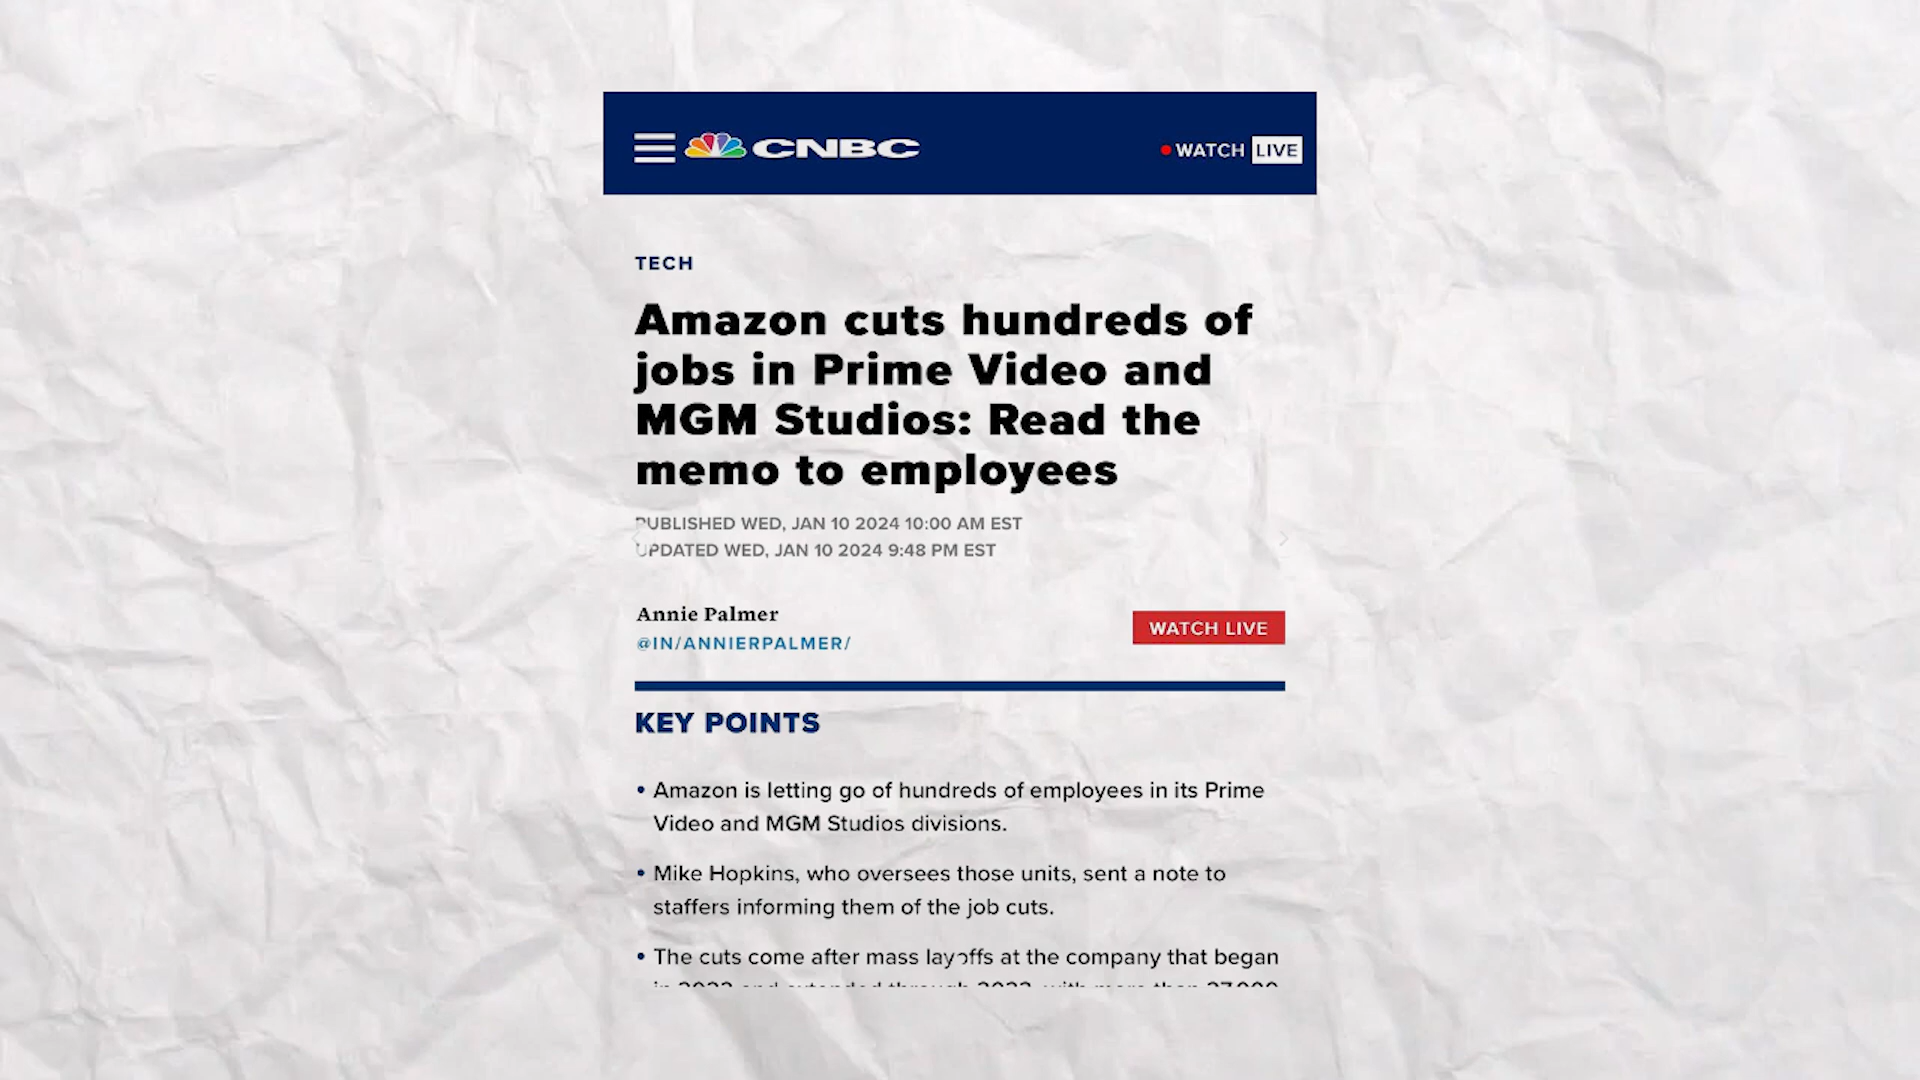 CNBC
WATCH LIVE
TECH
Amazon cuts hundreds of
jobs in Prime Video and
MGM Studios: Read the
memo to employees
PUBLISHED WED, JAN 10 2024 10:00 AM EST
UPDATED WED, JAN 10 2024 9:48 PM EST
Annie Palmer
@IN/ANNIERPALMER/
WATCH LIVE
KEY POINTS
• Amazon is letting go of hundreds of employees in its Prime
Video and MGM Studios divisions.
• Mike Hopkins, who oversees those units, sent a note to
staffers informing them of the job cuts.
• The cuts come after mass layoffs at the company that began